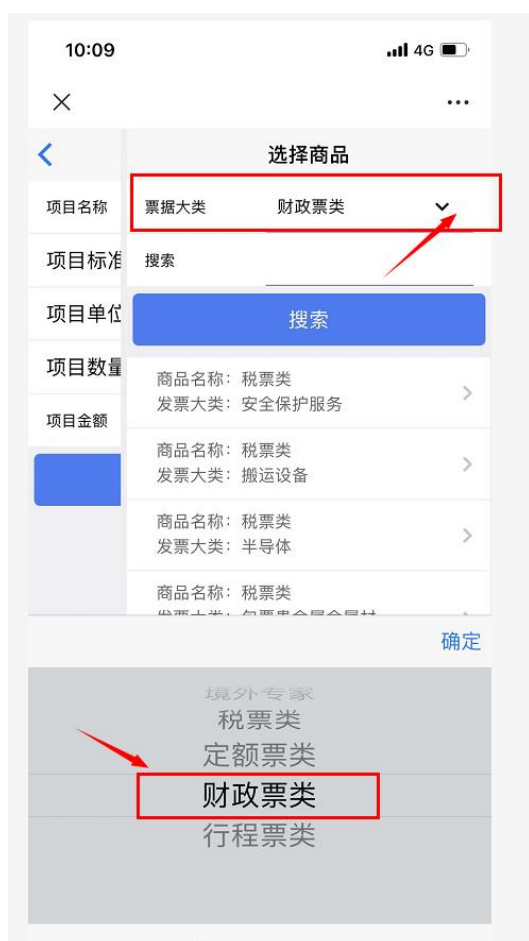 10:09
4G
选择商品
项目名称
票据大类 财政票类
项目标准
搜索
项目单位
搜索
项目数量
商品名称：税票类
发票大类：安全保护服务
项目金额
商品名称：税票类
发票大类：搬运设备
商品名称：税票类
发票大类：半导体
商品名称：税票类
确定
境外专家
税票类
定额票类
财政票类
行程票类